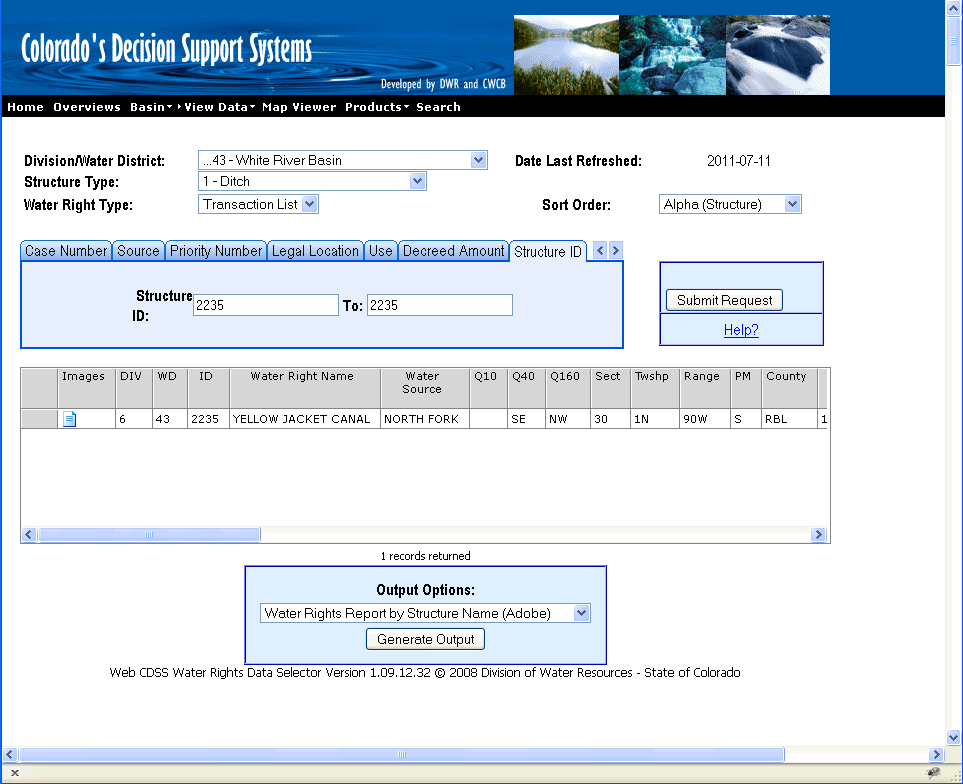 Colorado's Decision Support Systems
Developed by DWR and CWCB
Home Overviews Basin View Data Map Viewer Products Search
Division/Water District: ...43 - White River Basin Date Last Refreshed: 2011-07-11
Structure Type: 1 - Ditch
Water Right Type: Transaction List Sort Order: Alpha (Structure)
Case Number Source Priority Number Legal Location Use Decreed Amount Structure ID < >
Structure ID: 2235 To: 2235
Submit Request
Help?
Images DIV WD ID Water Right Name Water Source Q10 Q40 Q160 Sect Twshp Range PM County
6 43 2235 YELLOW JACKET CANAL NORTH FORK SE NW 30 1N 90W S RBL 1
1 records returned
Output Options:
Water Rights Report by Structure Name (Adobe)
Generate Output
Web CDSS Water Rights Data Selector Version 1.09.12.32 © 2008 Division of Water Resources - State of Colorado